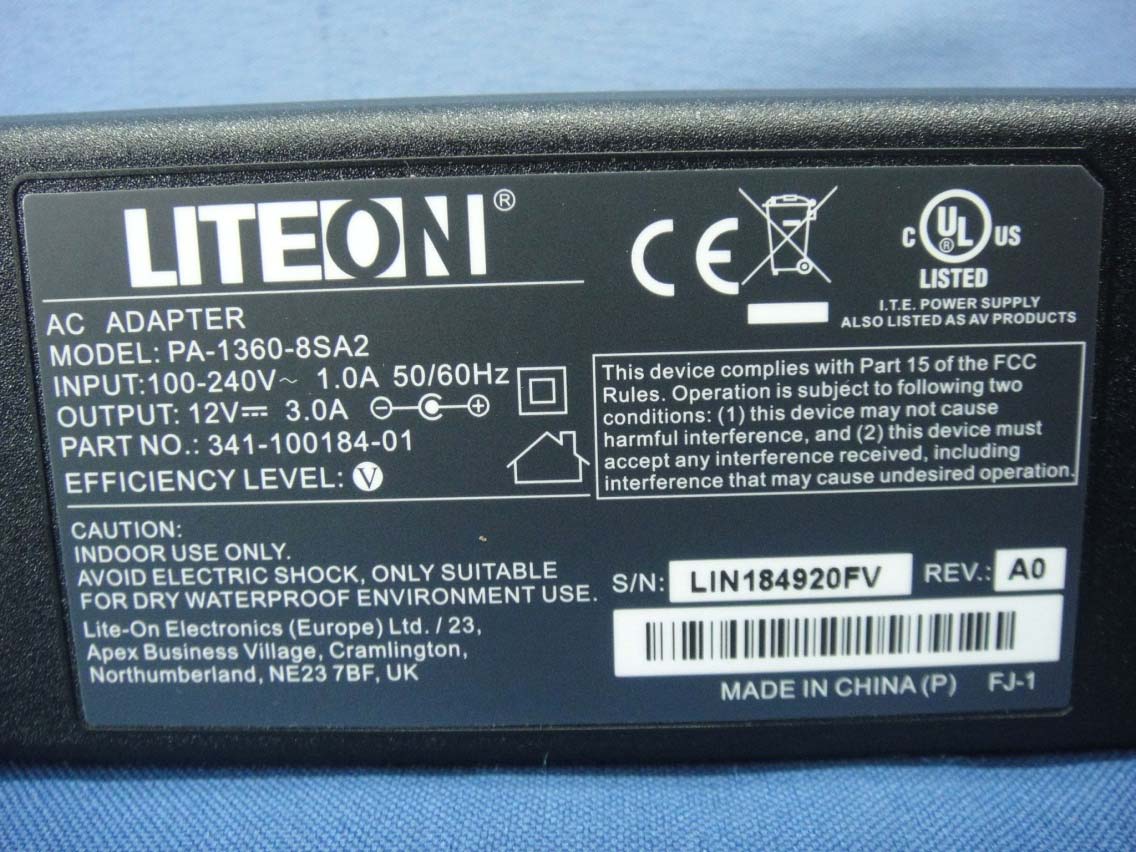 LITEON®
AC ADAPTER
MODEL: PA-1360-8SA2
INPUT:100-240V~ 1.0A 50/60Hz
OUTPUT: 12V⎓ 3.0A
PART NO.: 341-100184-01
EFFICIENCY LEVEL: V
CE
C UL® US
LISTED
I.T.E. POWER SUPPLY
ALSO LISTED AS AV PRODUCTS
This device complies with Part 15 of the FCC
Rules. Operation is subject to following two
conditions: (1) this device may not cause
harmful interference, and (2) this device must
accept any interference received, including
interference that may cause undesired operation.
CAUTION:
INDOOR USE ONLY.
AVOID ELECTRIC SHOCK, ONLY SUITABLE
FOR DRY WATERPROOF ENVIRONMENT USE.
Lite-On Electronics (Europe) Ltd. / 23,
Apex Business Village, Cramlington,
Northumberland, NE23 7BF, UK
S/N: LIN184920FV REV.: A0
MADE IN CHINA (P) FJ-1